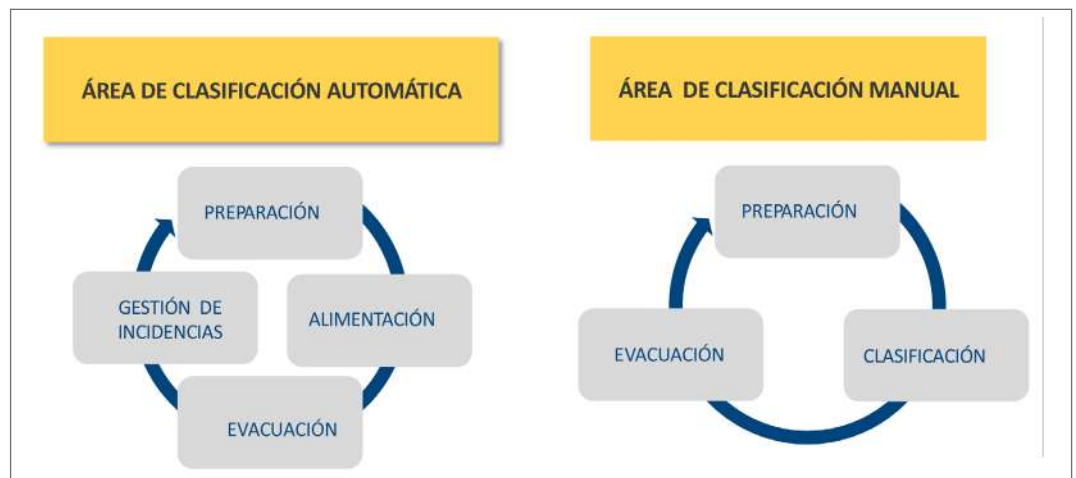 ÁREA DE CLASIFICACIÓN AUTOMÁTICA
PREPARACIÓN
ALIMENTACIÓN
EVACUACIÓN
GESTIÓN DE
INCIDENCIAS
ÁREA DE CLASIFICACIÓN MANUAL
PREPARACIÓN
CLASIFICACIÓN
EVACUACIÓN